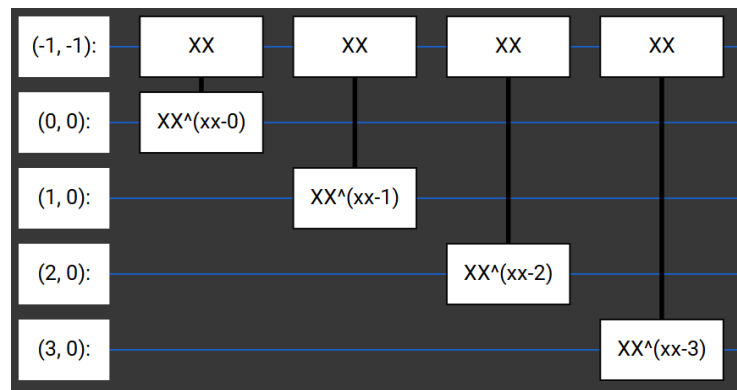 (-1, -1): XX XX XX XX
(0, 0): XX^(xx-0)
(1, 0): XX^(xx-1)
(2, 0): XX^(xx-2)
(3, 0): XX^(xx-3)